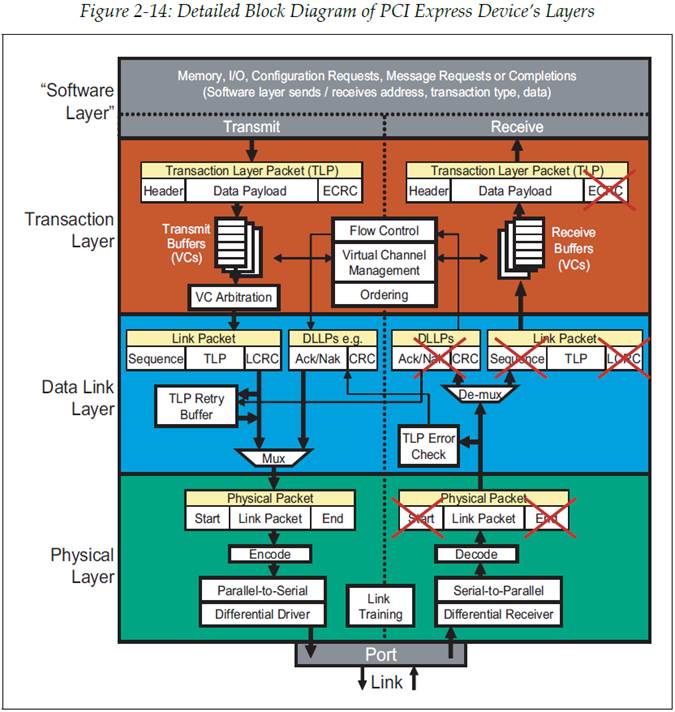 Figure 2-14: Detailed Block Diagram of PCI Express Device's Layers
"Software
Layer"
Memory, I/O, Configuration Requests, Message Requests or Completions
(Software layer sends / receives address, transaction type, data)
Transmit
Receive
Transaction
Layer
Transaction Layer Packet (TLP)
Header
Data Payload
ECRC
Transmit
Buffers
(VCs)
VC Arbitration
Flow Control
Virtual Channel
Management
Ordering
Transaction Layer Packet (TLP)
Header
Data Payload
ECRC
Receive
Buffers
(VCs)
Data Link
Layer
Link Packet
Sequence
TLP
LCRC
DLLPs e.g.
Ack/Nak
CRC
TLP Retry
Buffer
Mux
DLLPs
Ack/Nak
CRC
Link Packet
Sequence
TLP
LCRC
De-mux
TLP Error
Check
Physical
Layer
Physical Packet
Start
Link Packet
End
Encode
Parallel-to-Serial
Differential Driver
Link
Training
Physical Packet
Start
Link Packet
End
Decode
Serial-to-Parallel
Differential Receiver
Port
Link